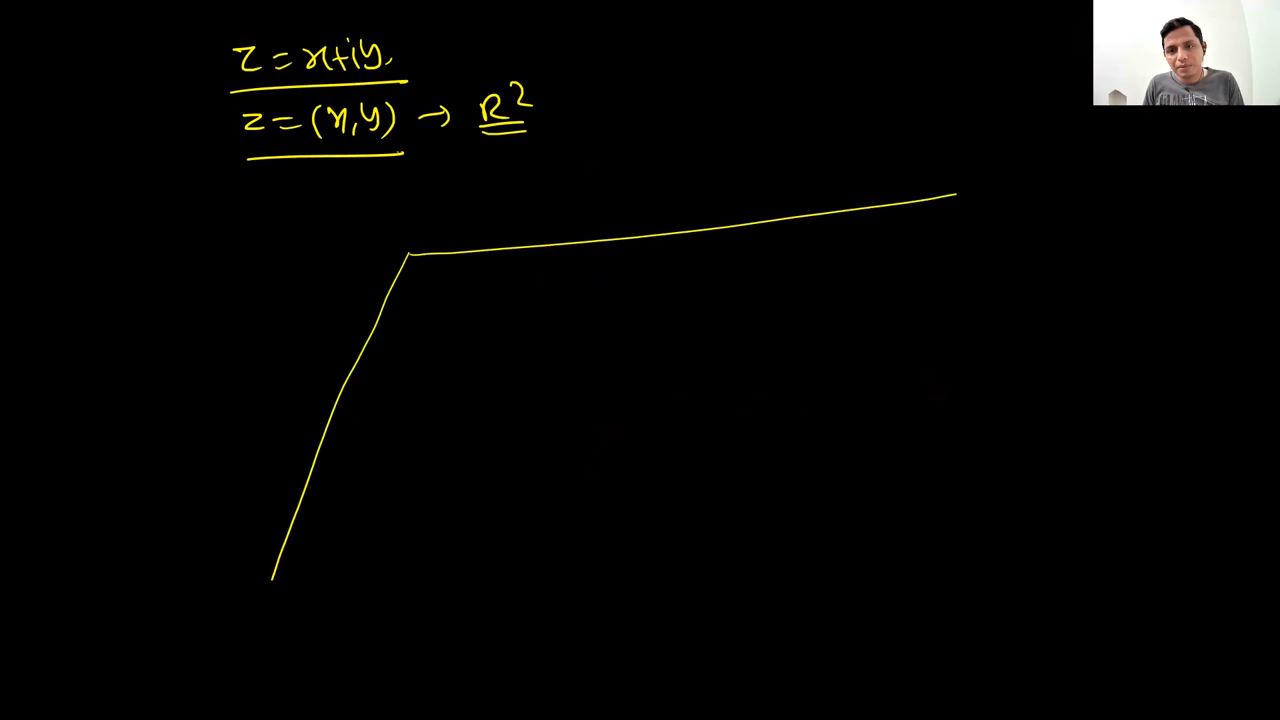 z = x+iy.
z = (x,y) → R²